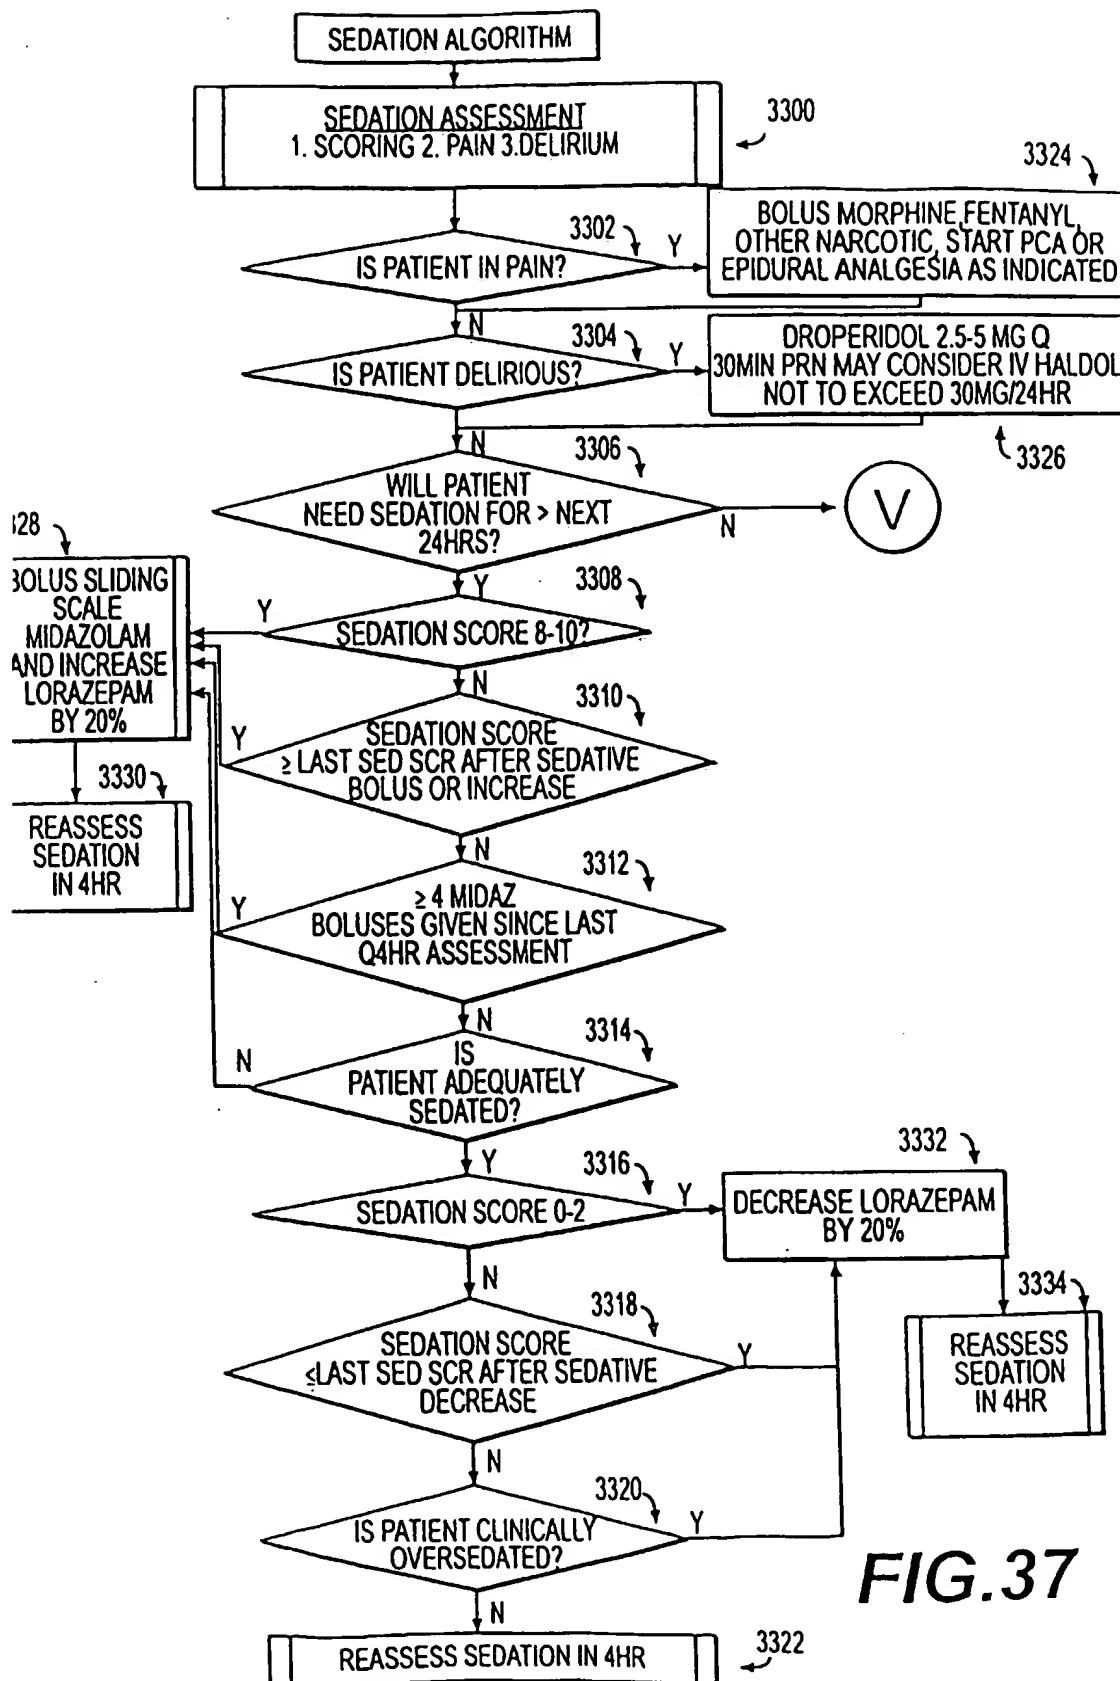 SEDATION ALGORITHM
SEDATION ASSESSMENT
1. SCORING 2. PAIN 3.DELIRIUM
3300
3324
BOLUS MORPHINE,FENTANYL,
OTHER NARCOTIC, START PCA OR
EPIDURAL ANALGESIA AS INDICATED
3302
IS PATIENT IN PAIN?
Y
N
3304
IS PATIENT DELIRIOUS?
Y
DROPERIDOL 2.5-5 MG Q
30MIN PRN MAY CONSIDER IV HALDOL
NOT TO EXCEED 30MG/24HR
3326
N
3306
WILL PATIENT
NEED SEDATION FOR > NEXT
24HRS?
N
V
Y
328
BOLUS SLIDING
SCALE
MIDAZOLAM
AND INCREASE
LORAZEPAM
BY 20%
3308
SEDATION SCORE 8-10?
Y
N
3310
SEDATION SCORE
≥ LAST SED SCR AFTER SEDATIVE
BOLUS OR INCREASE
Y
N
3330
REASSESS
SEDATION
IN 4HR
3312
≥ 4 MIDAZ
BOLUSES GIVEN SINCE LAST
Q4HR ASSESSMENT
Y
N
3314
IS
PATIENT ADEQUATELY
SEDATED?
N
Y
3316
SEDATION SCORE 0-2
Y
N
3332
DECREASE LORAZEPAM
BY 20%
3334
REASSESS
SEDATION
IN 4HR
3318
SEDATION SCORE
≤LAST SED SCR AFTER SEDATIVE
DECREASE
Y
N
3320
IS PATIENT CLINICALLY
OVERSEDATED?
Y
N
FIG.37
REASSESS SEDATION IN 4HR
3322